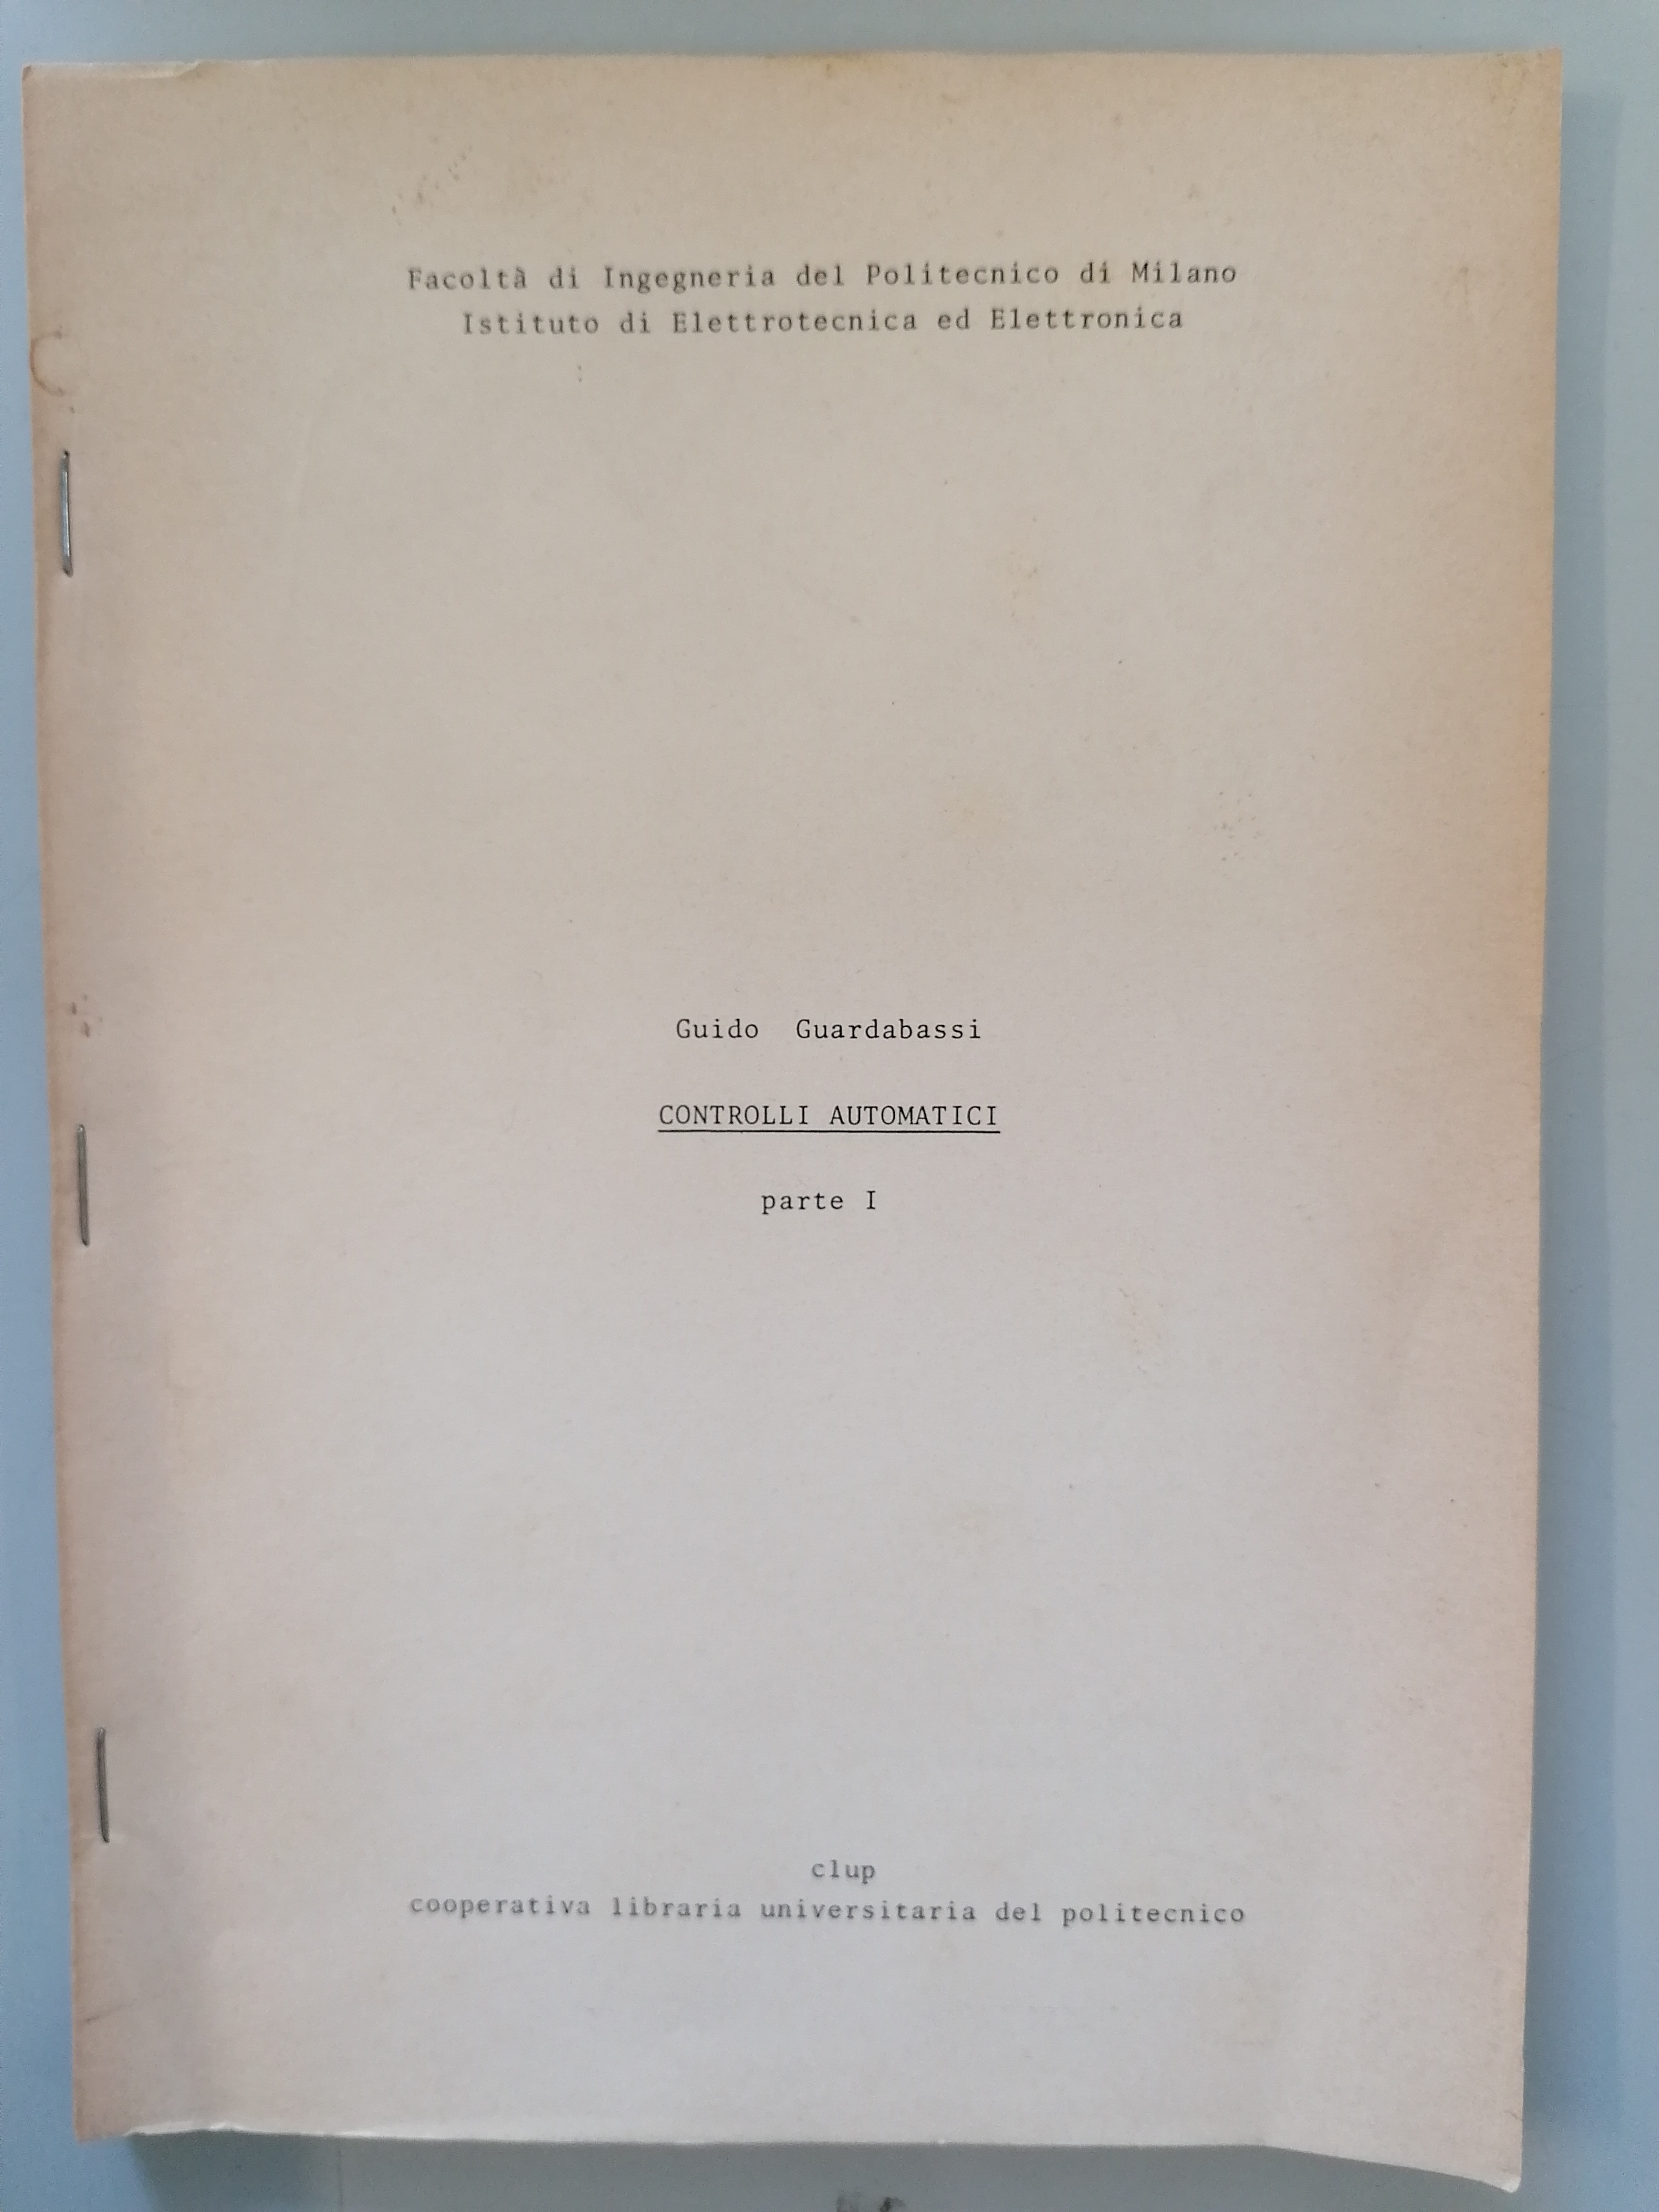 Facoltà di Ingegneria del Politecnico di Milano
Istituto di Elettrotecnica ed Elettronica
Guido Guardabassi
CONTROLLI AUTOMATICI
parte I
clup
cooperativa libraria universitaria del politecnico